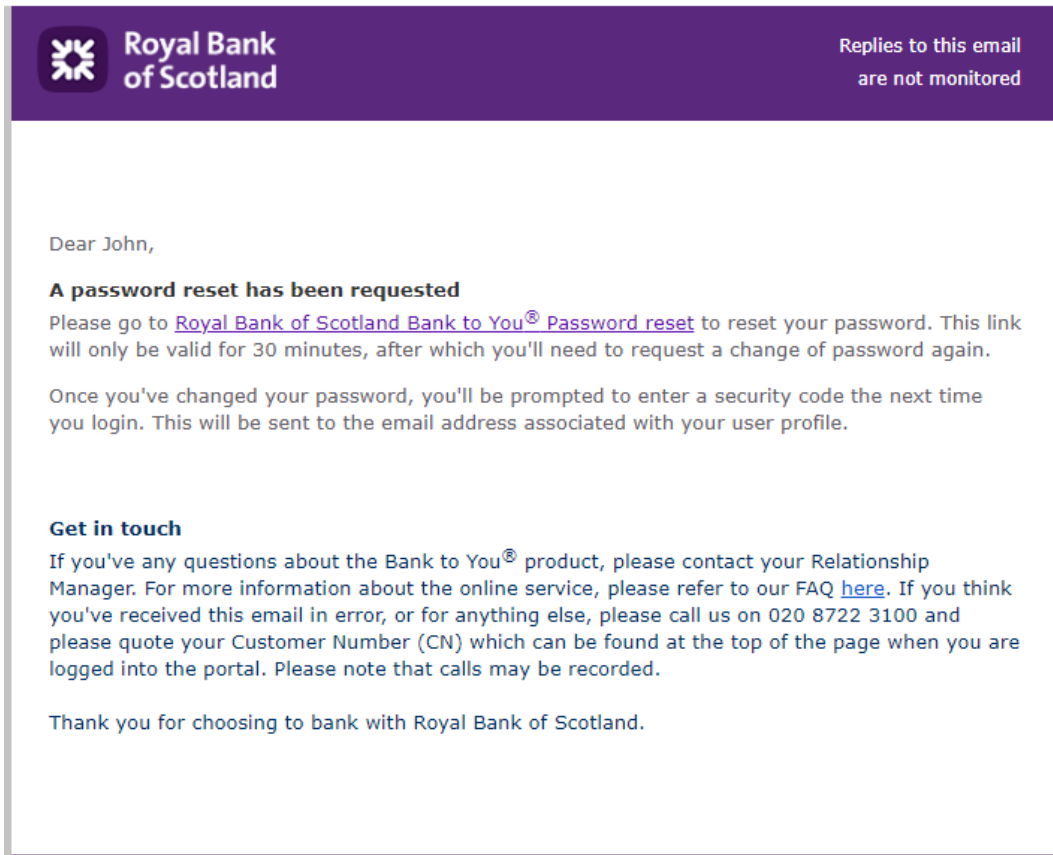 Royal Bank
of Scotland
Replies to this email
are not monitored
Dear John,
A password reset has been requested
Please go to Royal Bank of Scotland Bank to You® Password reset to reset your password. This link
will only be valid for 30 minutes, after which you'll need to request a change of password again.
Once you've changed your password, you'll be prompted to enter a security code the next time
you login. This will be sent to the email address associated with your user profile.
Get in touch
If you've any questions about the Bank to You® product, please contact your Relationship
Manager. For more information about the online service, please refer to our FAQ here. If you think
you've received this email in error, or for anything else, please call us on 020 8722 3100 and
please quote your Customer Number (CN) which can be found at the top of the page when you are
logged into the portal. Please note that calls may be recorded.
Thank you for choosing to bank with Royal Bank of Scotland.